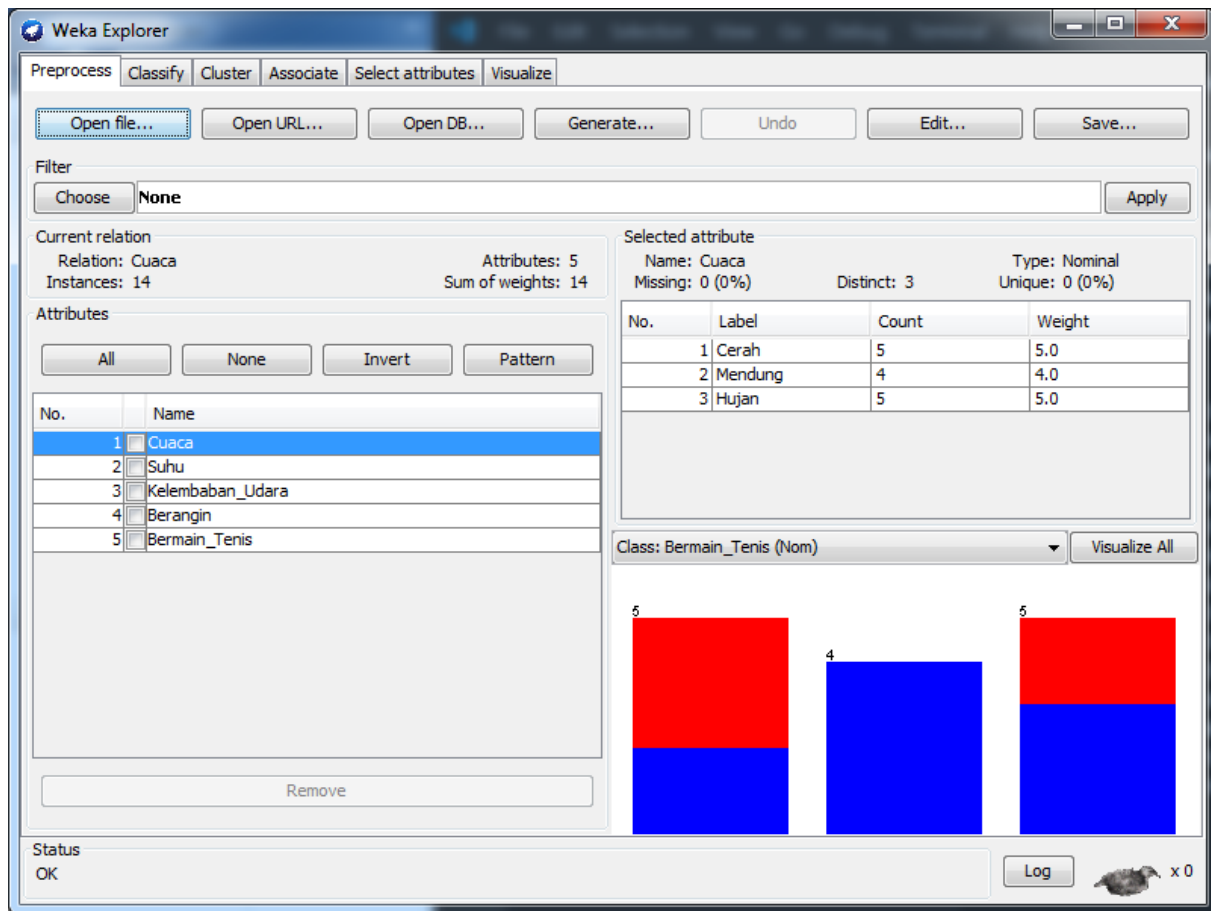 Weka Explorer
Preprocess Classify Cluster Associate Select attributes Visualize
Open file... Open URL... Open DB... Generate... Undo Edit... Save...
Filter
Choose None Apply
Current relation
Relation: Cuaca Attributes: 5
Instances: 14 Sum of weights: 14
Attributes
All None Invert Pattern
No. Name
1 Cuaca
2 Suhu
3 Kelembaban_Udara
4 Berangin
5 Bermain_Tenis
Remove
Selected attribute
Name: Cuaca Type: Nominal
Missing: 0 (0%) Distinct: 3 Unique: 0 (0%)
No. Label Count Weight
1 Cerah 5 5.0
2 Mendung 4 4.0
3 Hujan 5 5.0
Class: Bermain_Tenis (Nom) Visualize All
5 4 5
Status
OK
Log x 0